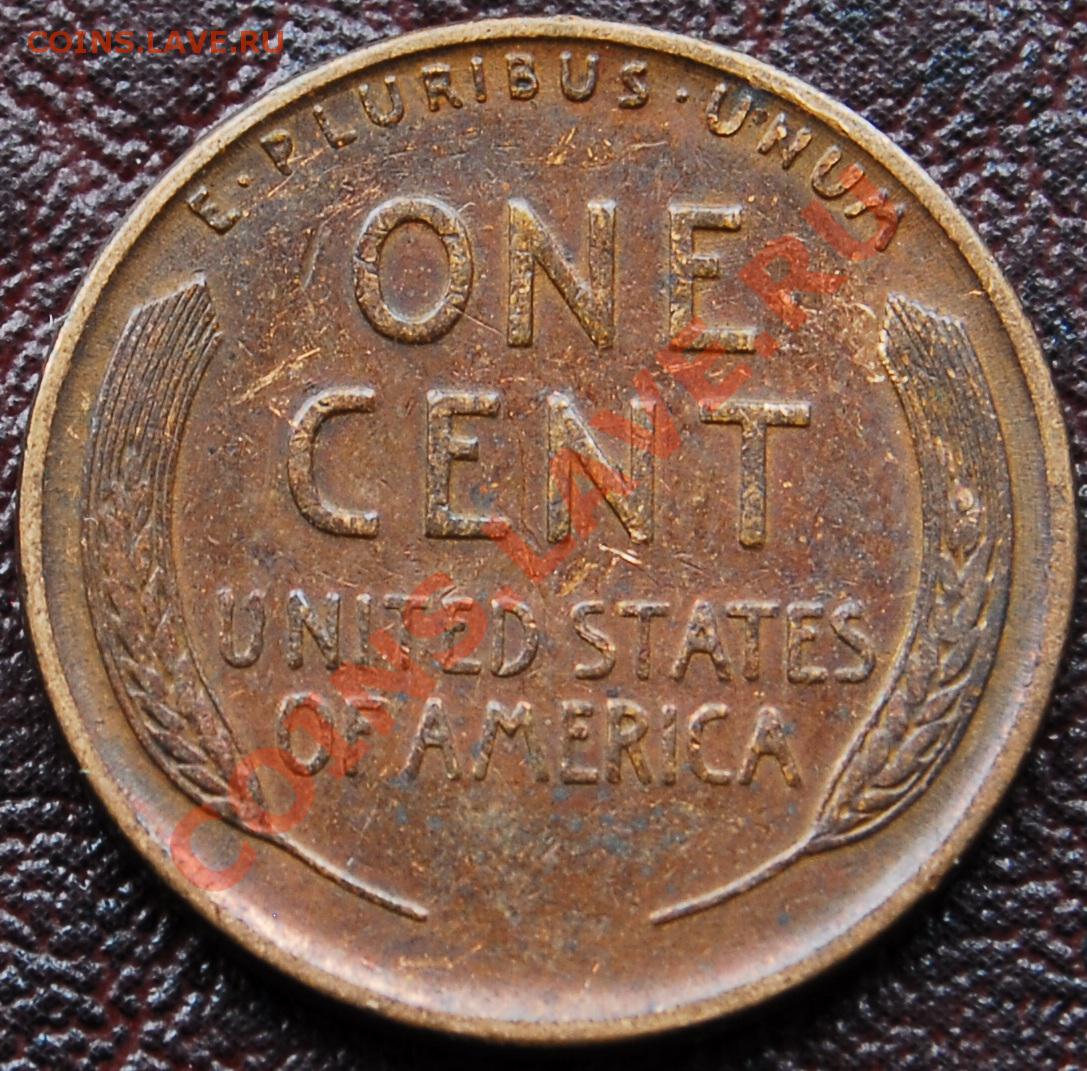 COINS.LAVE.RU
E · PLURIBUS · UNUM
ONE
CENT
UNITED STATES
OF AMERICA
COINS.LAVE.RU